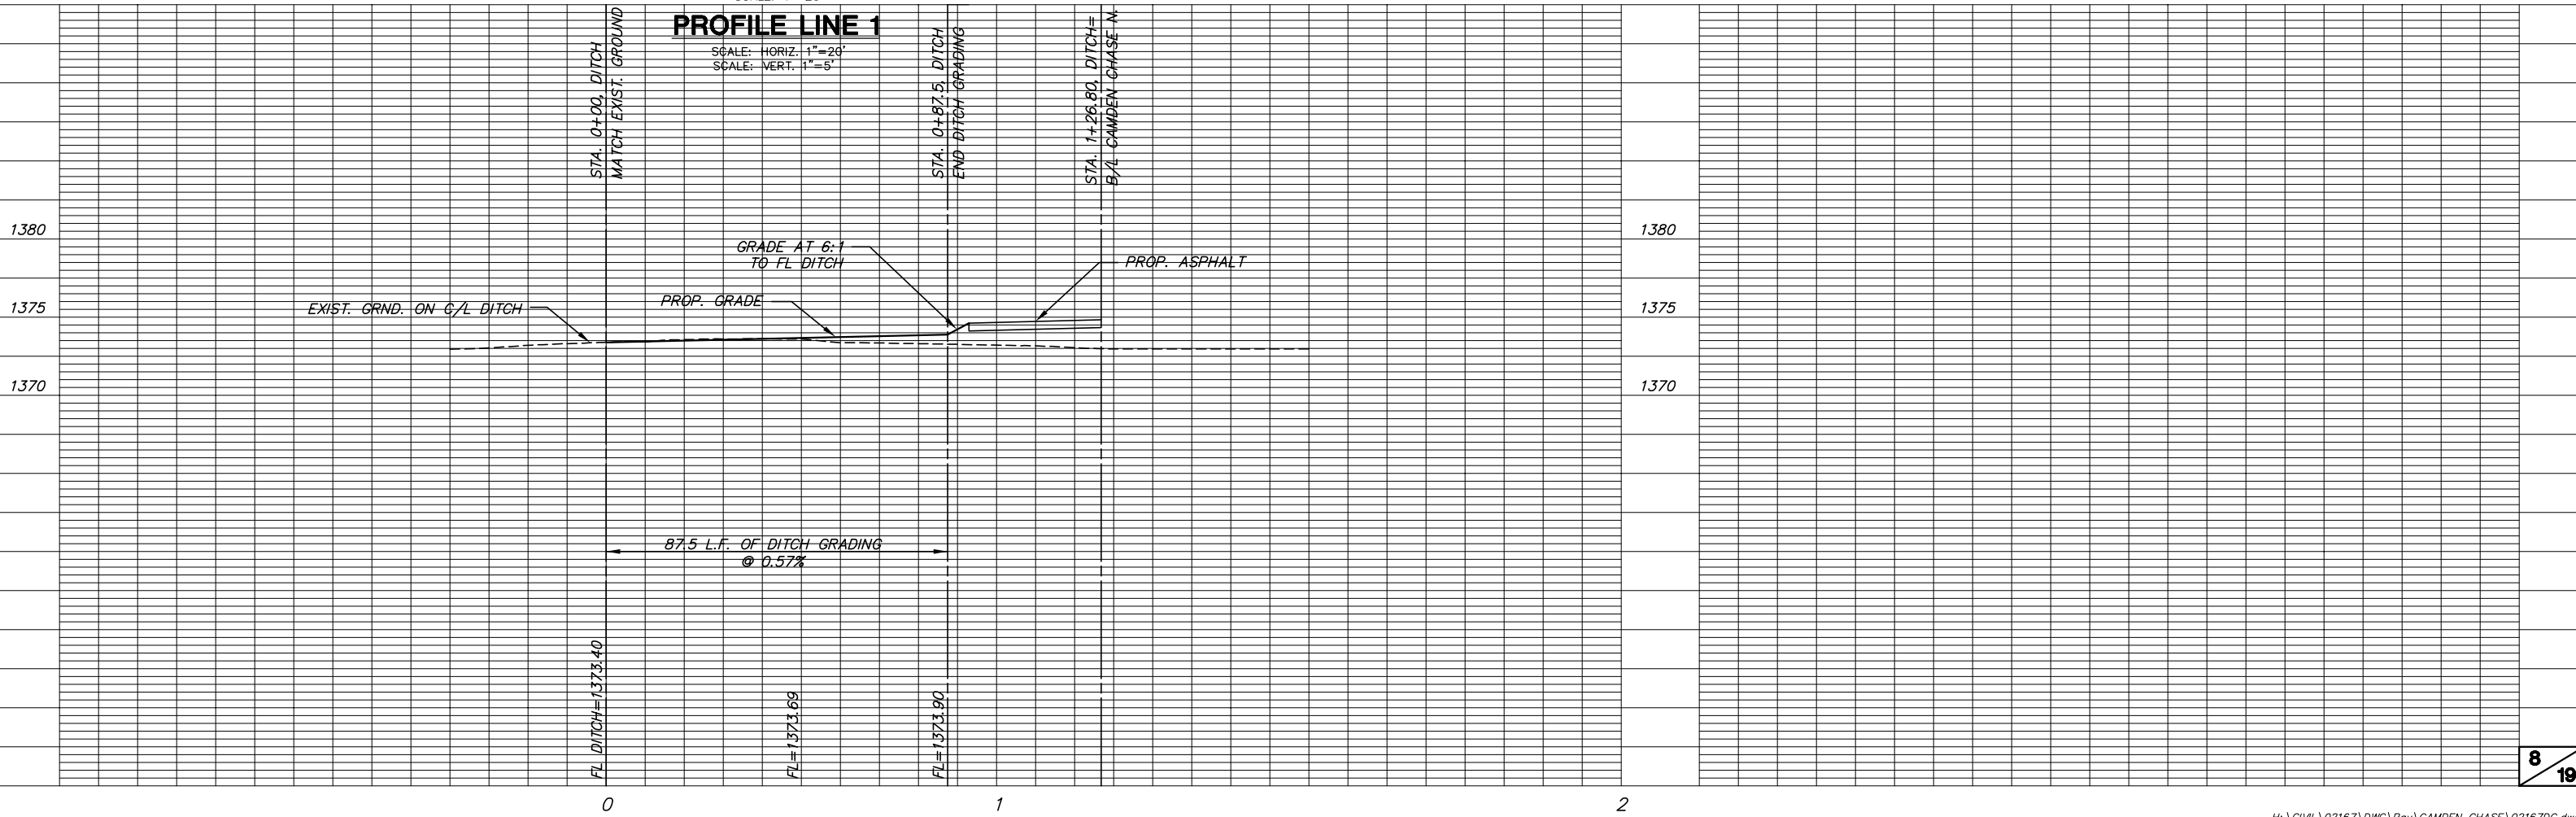 PROFILE LINE 1
SCALE: HORIZ. 1"=20'
SCALE: VERT. 1"=5'
STA. 0+00, DITCH
MATCH EXIST. GROUND
STA. 0+87.5, DITCH
END DITCH GRADING
STA. 1+26.80, DITCH=
B/L CAMDEN CHASE N.
1380
1380
GRADE AT 6:1
TO FL DITCH
PROP. ASPHALT
1375
EXIST. GRND. ON C/L DITCH
PROP. GRADE
1375
1370
1370
87.5 L.F. OF DITCH GRADING
@ 0.57%
FL DITCH=1373.40
FL=1373.69
FL=1373.90
8
19
0
1
2